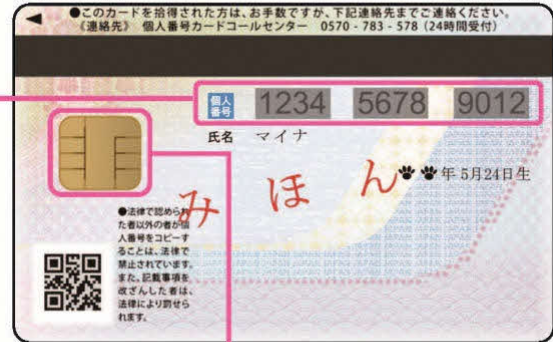 ●このカードを拾得された方は、お手数ですが、下記連絡先までご連絡ください。
《連絡先》 個人番号カードコールセンター 0570-783-578（24時間受付）
個人番号 1234 5678 9012
氏名 マイナ
🐾🐾年5月24日生
みほん
●法律で認められ
た者以外の者が個
人番号をコピーす
ることは、法律で
禁止されています。
また、記載事項を
改ざんした者は、
法律により罰せら
れます。